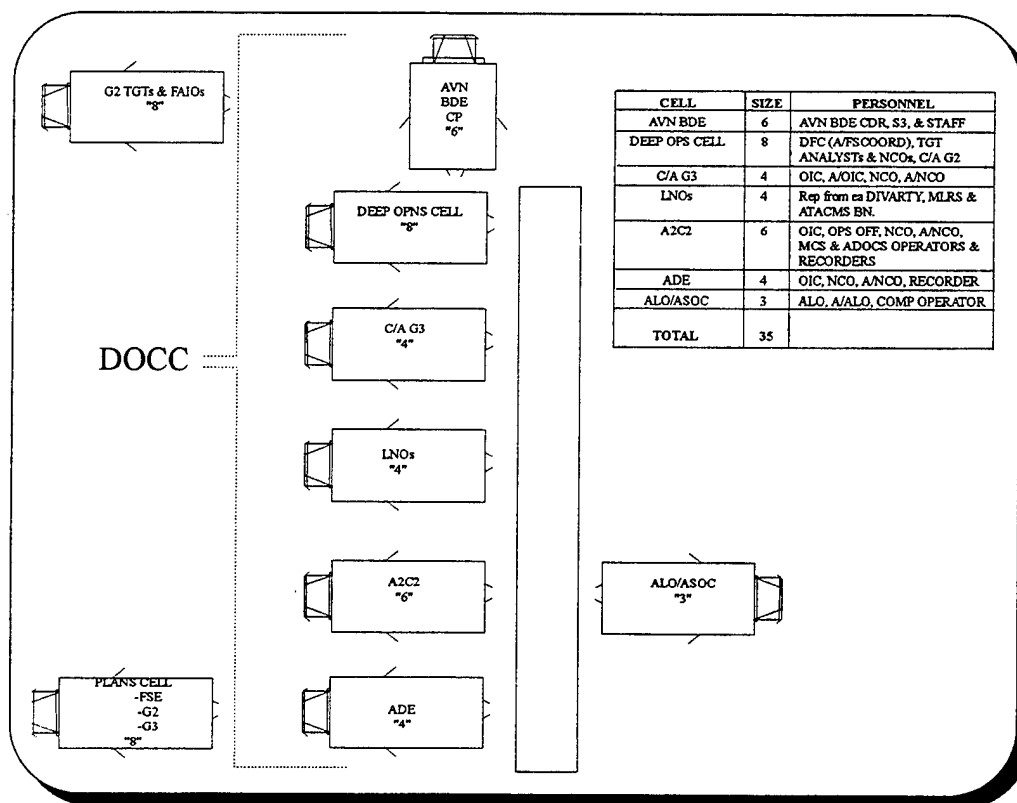 G2 TGTs & FAIOs
"8"
AVN
BDE
CP
"6"
DEEP OPNS CELL
"8"
C/A G3
"4"
DOCC
LNOs
"4"
A2C2
"6"
ALO/ASOC
"3"
PLANS CELL
-FSE
-G2
-G3
"8"
ADE
"4"
CELL SIZE PERSONNEL
AVN BDE 6 AVN BDE CDR, S3, & STAFF
DEEP OPS CELL 8 DFC (A/FSCOORD), TGT
ANALYSTs & NCOs, C/A G2
C/A G3 4 OIC, A/OIC, NCO, A/NCO
LNOs 4 Rep from ea DIVARTY, MLRS &
ATACMS BN.
A2C2 6 OIC, OPS OFF, NCO, A/NCO,
MCS & ADOCS OPERATORS &
RECORDERS
ADE 4 OIC, NCO, A/NCO, RECORDER
ALO/ASOC 3 ALO, A/ALO, COMP OPERATOR
TOTAL 35